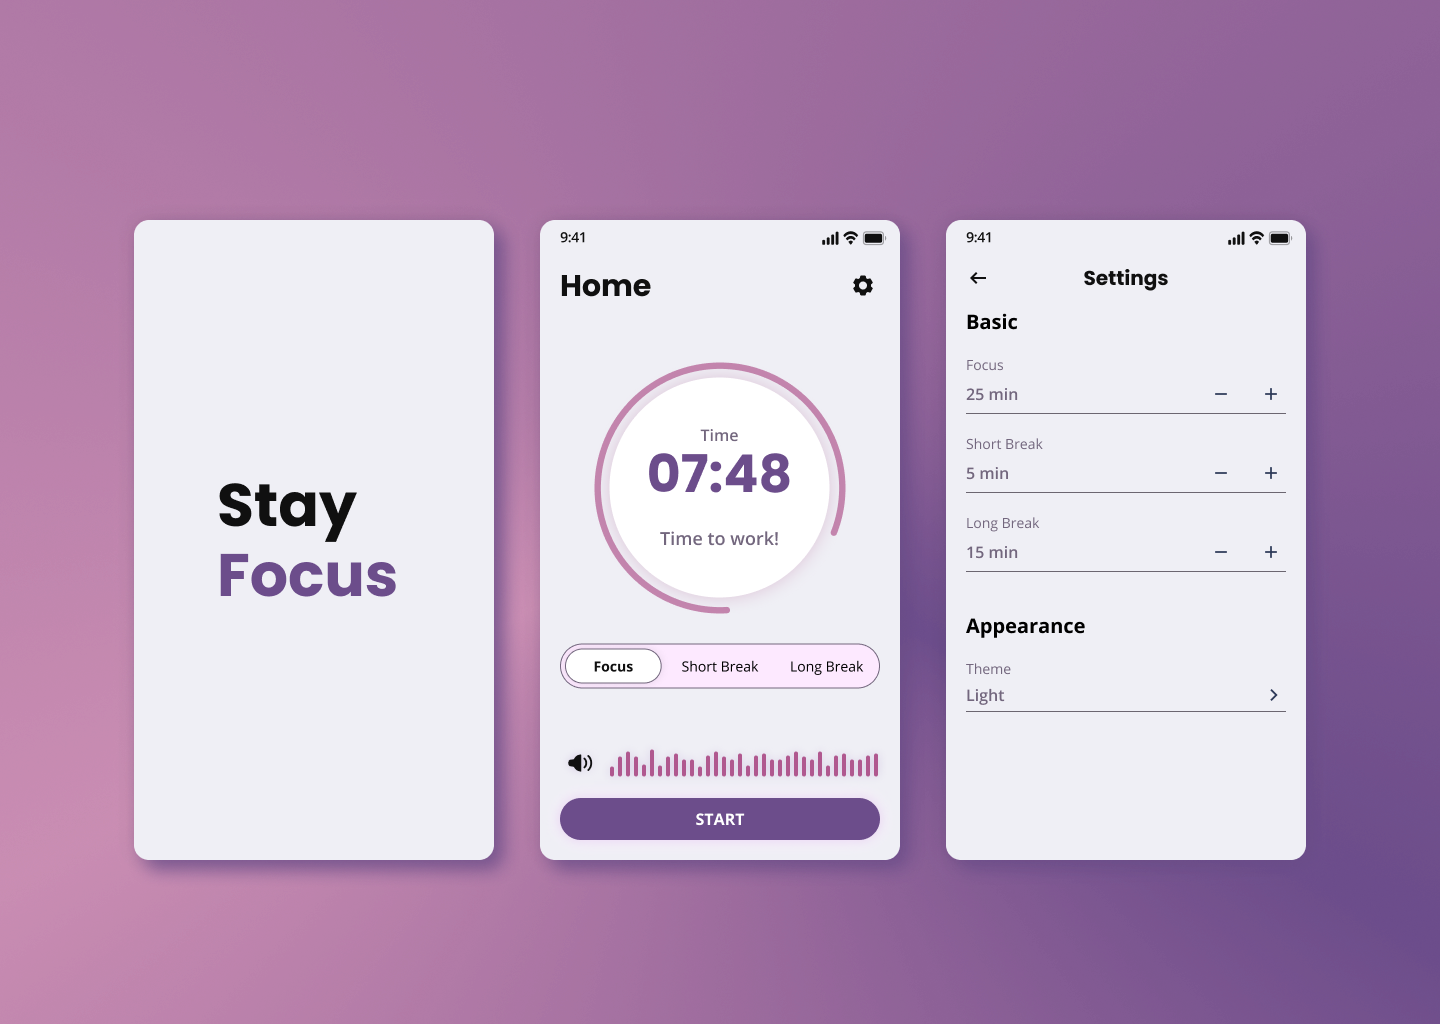 Stay
Focus
9:41
Home
Time
07:48
Time to work!
Focus Short Break Long Break
START
9:41
Settings
Basic
Focus
25 min
Short Break
5 min
Long Break
15 min
Appearance
Theme
Light